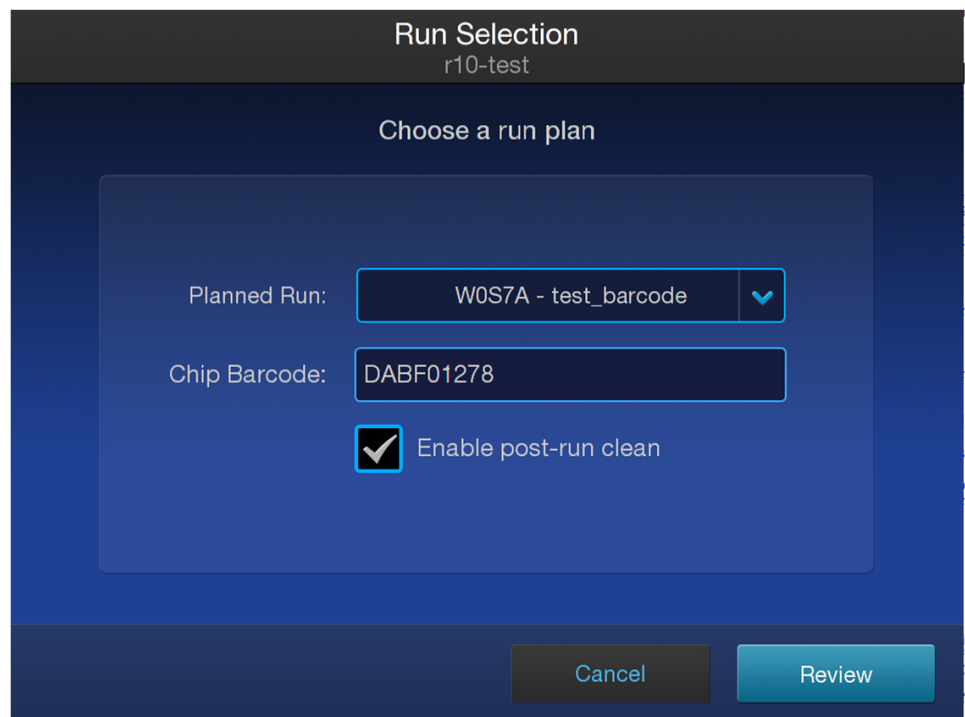 Run Selection
r10-test
Choose a run plan
Planned Run: W0S7A - test_barcode
Chip Barcode: DABF01278
Enable post-run clean
Cancel Review